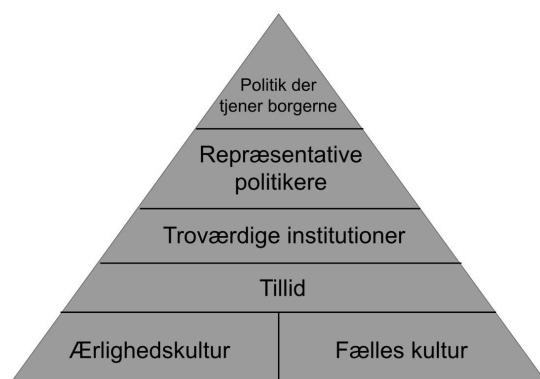 Politik der
tjener borgerne
Repræsentative
politikere
Troværdige institutioner
Tillid
Ærlighedskultur
Fælles kultur